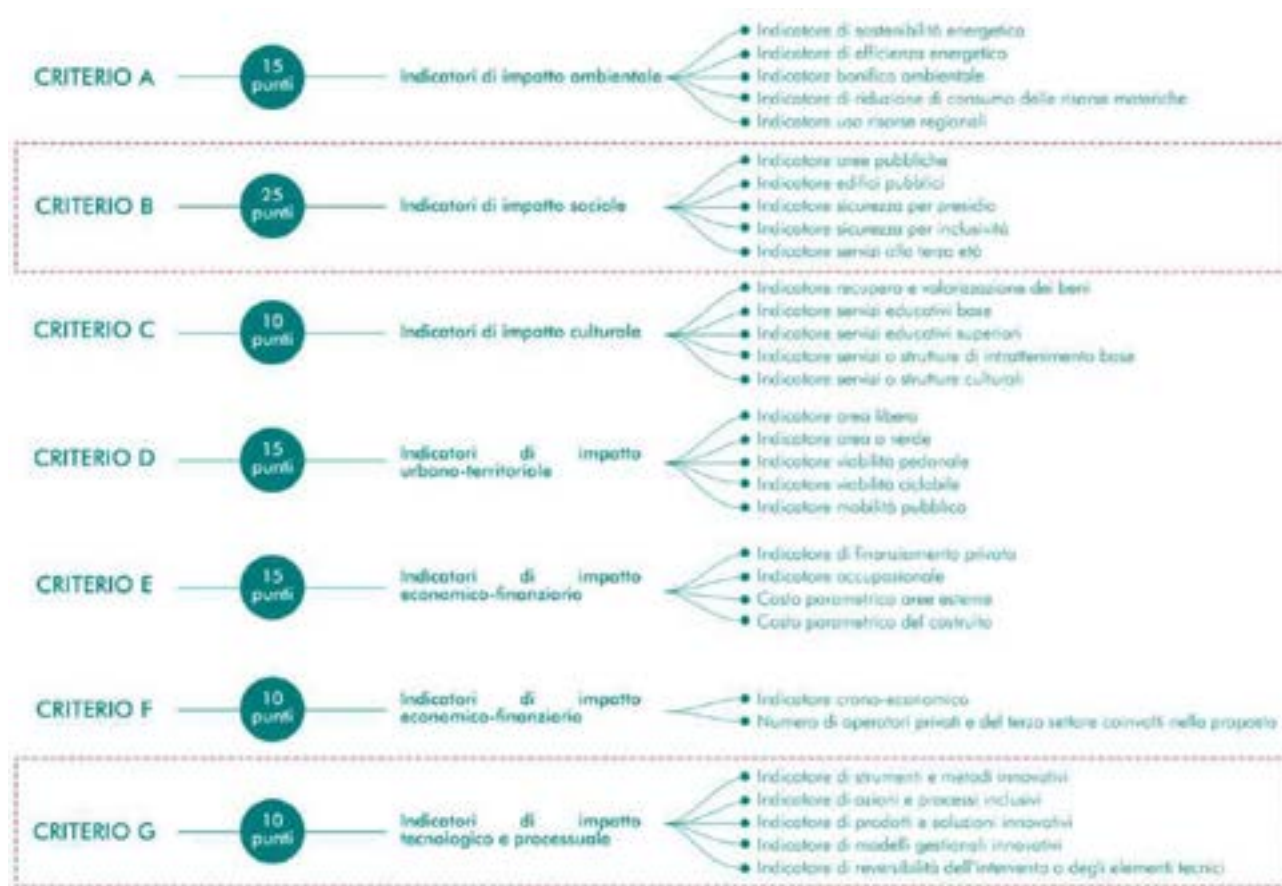 CRITERIO A
15 punti
Indicatori di impatto ambientale
Indicatore di sostenibilità energetica
Indicatore di efficienza energetica
Indicatore bonifica ambientale
Indicatore di riduzione di consumo delle risorse materiche
Indicatore uso risorse regionali
CRITERIO B
25 punti
Indicatori di impatto sociale
Indicatore aree pubbliche
Indicatore edifici pubblici
Indicatore sicurezza per presidio
Indicatore sicurezza per inclusività
Indicatore servizi alla terza età
CRITERIO C
10 punti
Indicatori di impatto culturale
Indicatore recupero e valorizzazione dei beni
Indicatore servizi educativi base
Indicatore servizi educativi superiori
Indicatore servizi o strutture di intrattenimento base
Indicatore servizi o strutture culturali
CRITERIO D
15 punti
Indicatori di impatto
urbano-territoriale
Indicatore area libera
Indicatore area a verde
Indicatore viabilità pedonale
Indicatore viabilità ciclabile
Indicatore mobilità pubblica
CRITERIO E
15 punti
Indicatori di impatto
economico-finanziario
Indicatore di finanziamento privato
Indicatore occupazionale
Costo parametrico aree esterne
Costo parametrico del costruito
CRITERIO F
10 punti
Indicatori di impatto
economico-finanziario
Indicatore crono-economico
Numero di operatori privati e del terzo settore coinvolti nella proposta
CRITERIO G
10 punti
Indicatori di impatto
tecnologico e processuale
Indicatore di strumenti e metodi innovativi
Indicatore di azioni e processi inclusivi
Indicatore di prodotti e soluzioni innovativi
Indicatore di modelli gestionali innovativi
Indicatore di reversibilità dell'intervento o degli elementi tecnici